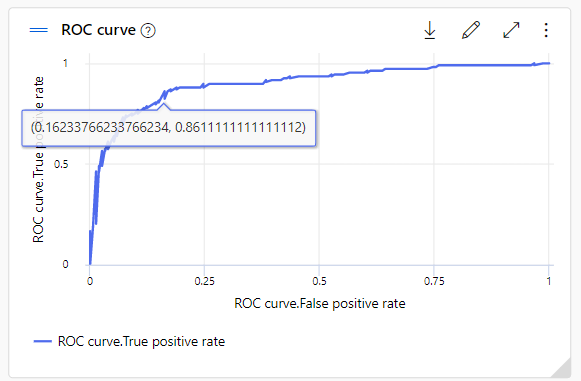 ROC curve
ROC curve.True positive rate
1
0.5
0
(0.16233766233766234, 0.8611111111111112)
0
0.25
0.5
0.75
1
ROC curve.False positive rate
ROC curve.True positive rate